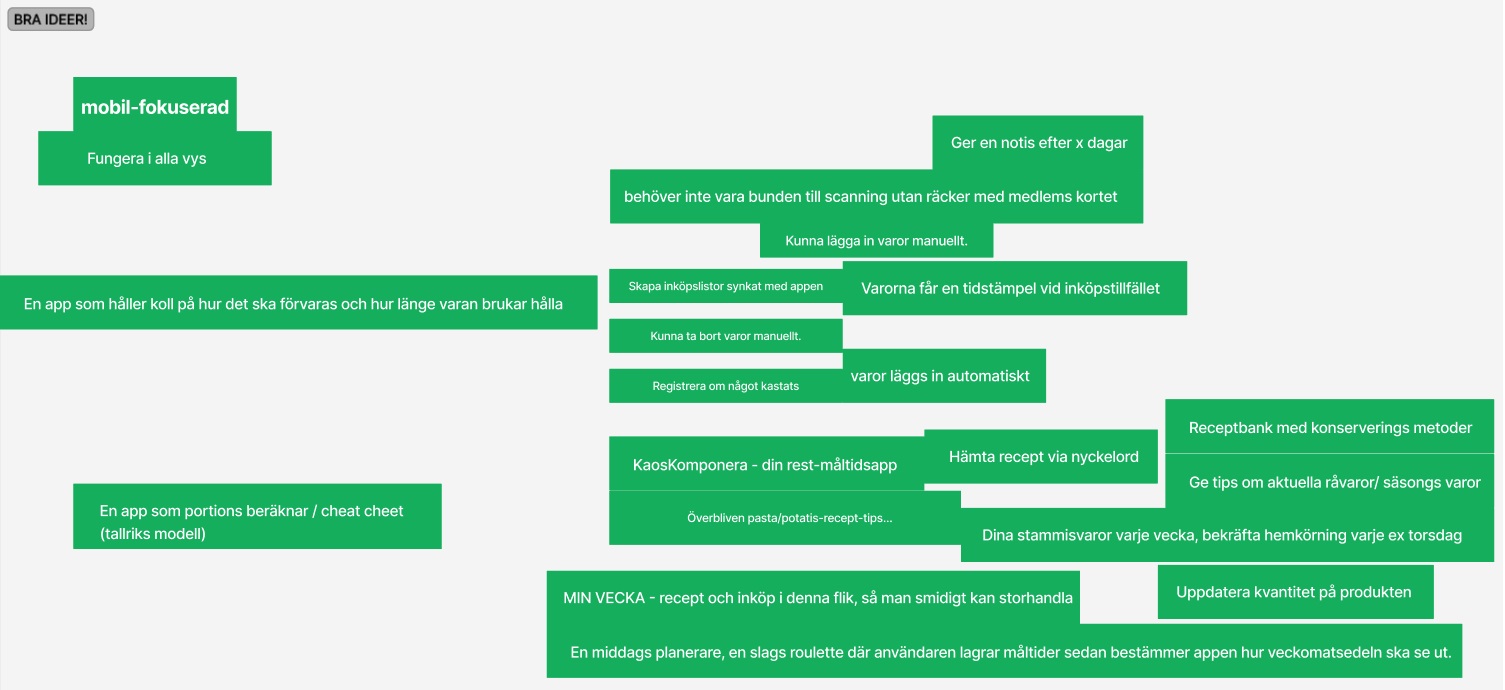 BRA IDEER!
mobil-fokuserad
Fungera i alla vys
Ger en notis efter x dagar
behöver inte vara bunden till scanning utan räcker med medlems kortet
Kunna lägga in varor manuellt.
Skapa inköpslistor synkat med appen
Varorna får en tidstämpel vid inköpstillfället
En app som håller koll på hur det ska förvaras och hur länge varan brukar hålla
Kunna ta bort varor manuellt.
varor läggs in automatiskt
Registrera om något kastats
Receptbank med konserverings metoder
Hämta recept via nyckelord
KaosKomponera - din rest-måltidsapp
Ge tips om aktuella råvaror/ säsongs varor
En app som portions beräknar / cheat cheet
(tallriks modell)
Överbliven pasta/potatis-recept-tips...
Dina stammisvaror varje vecka, bekräfta hemkörning varje ex torsdag
MIN VECKA - recept och inköp i denna flik, så man smidigt kan storhandla
Uppdatera kvantitet på produkten
En middags planerare, en slags roulette där användaren lagrar måltider sedan bestämmer appen hur veckomatsedeln ska se ut.